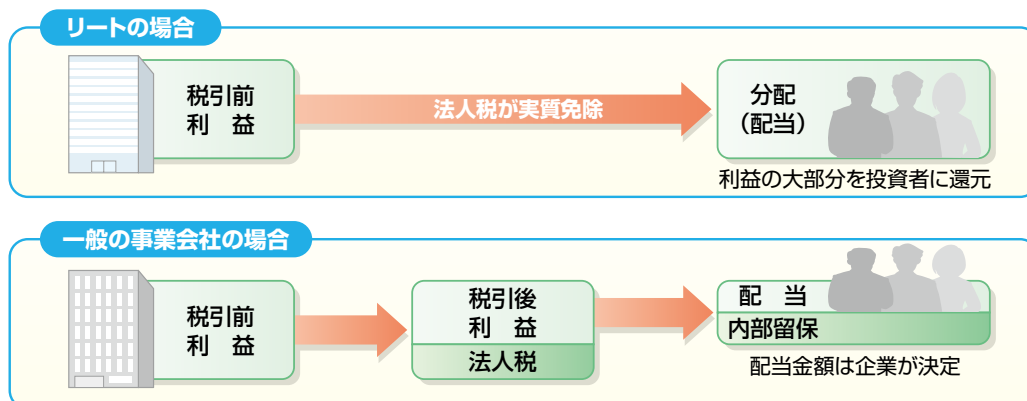 リートの場合
税引前
利 益
法人税が実質免除
分配
（配当）
利益の大部分を投資者に還元
一般の事業会社の場合
税引前
利 益
税引後
利 益
法人税
配 当
内部留保
配当金額は企業が決定